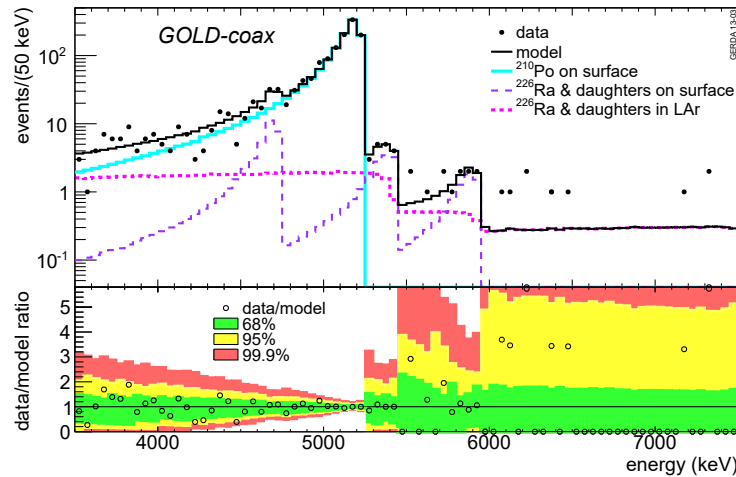 GOLD-coax
GERDA 13-03
events/(50 keV)
10²
10
1
10⁻¹
data
model
²¹⁰Po on surface
²²⁶Ra & daughters on surface
²²⁶Ra & daughters in LAr
data/model ratio
5
4
3
2
1
0
data/model
68%
95%
99.9%
4000 5000 6000 7000
energy (keV)